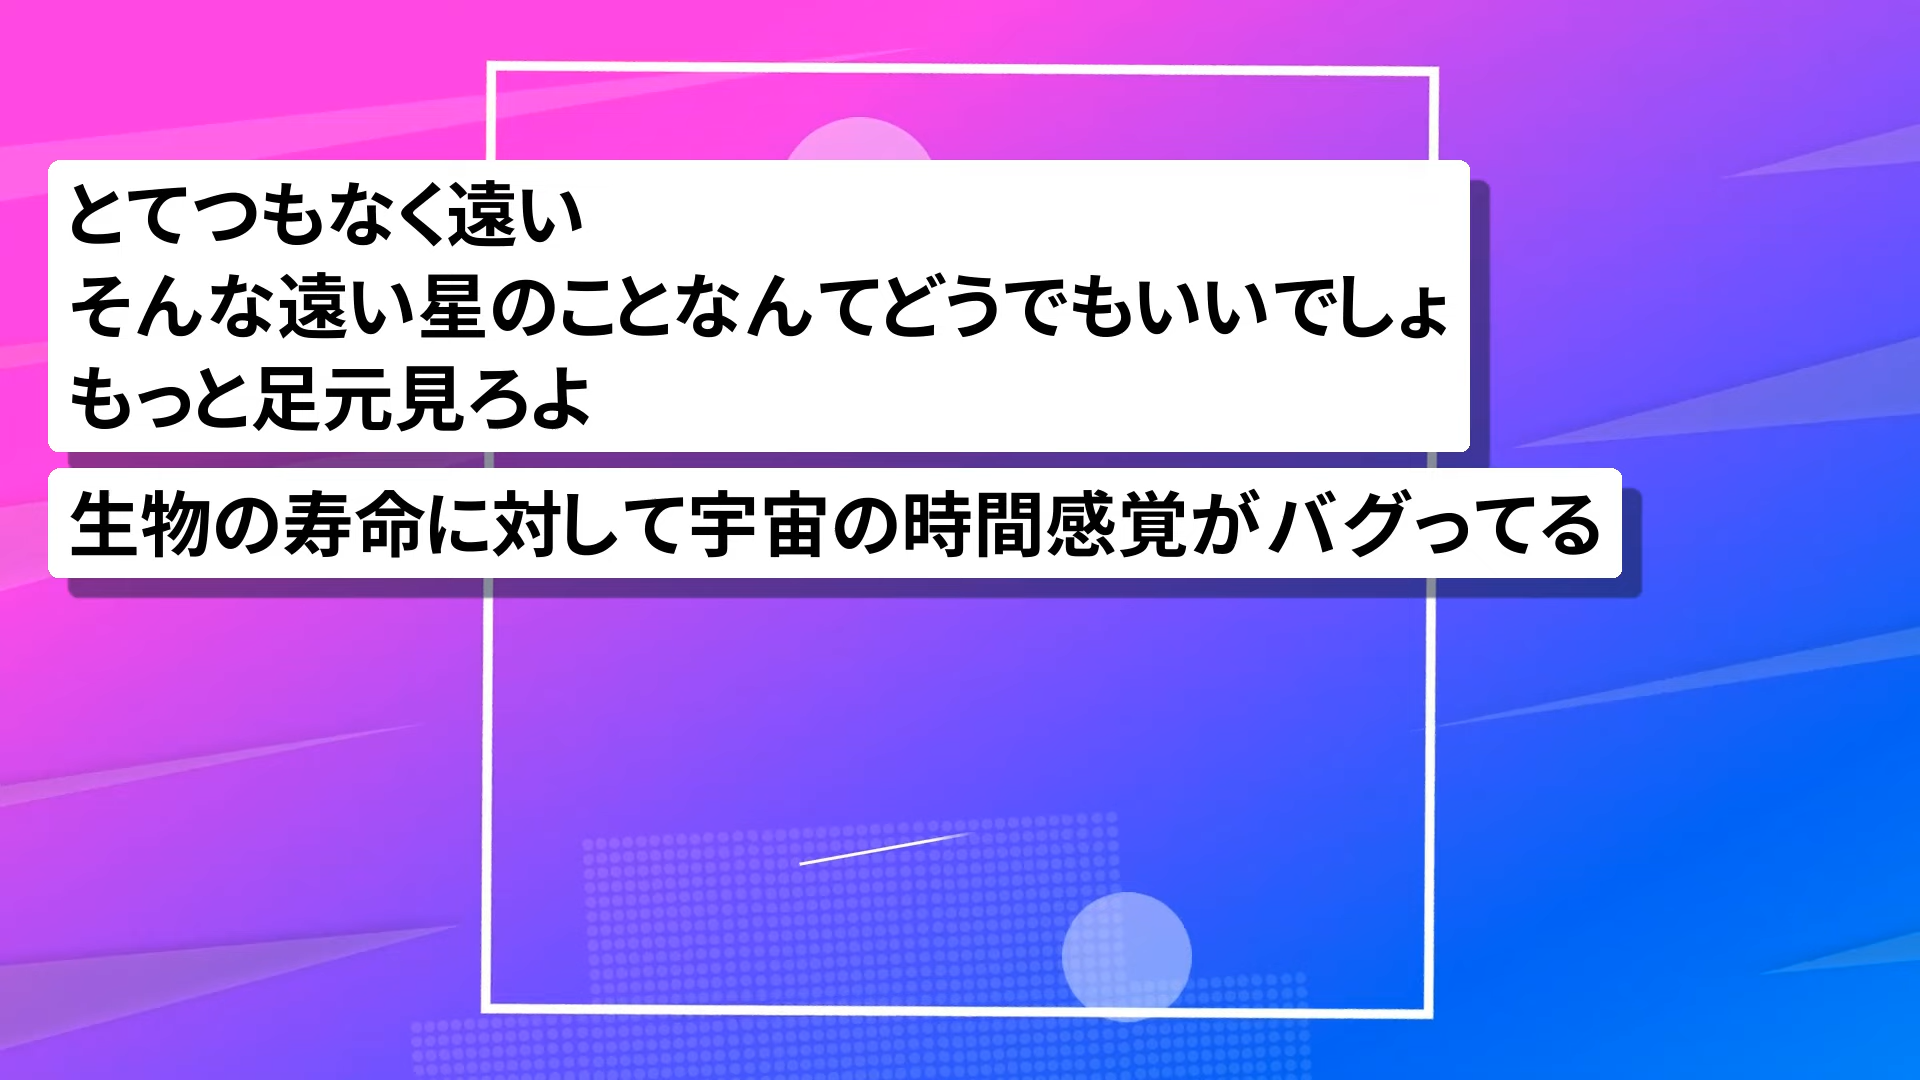 とてつもなく遠い
そんな遠い星のことなんてどうでもいいでしょ
もっと足元見ろよ
生物の寿命に対して宇宙の時間感覚がバグってる